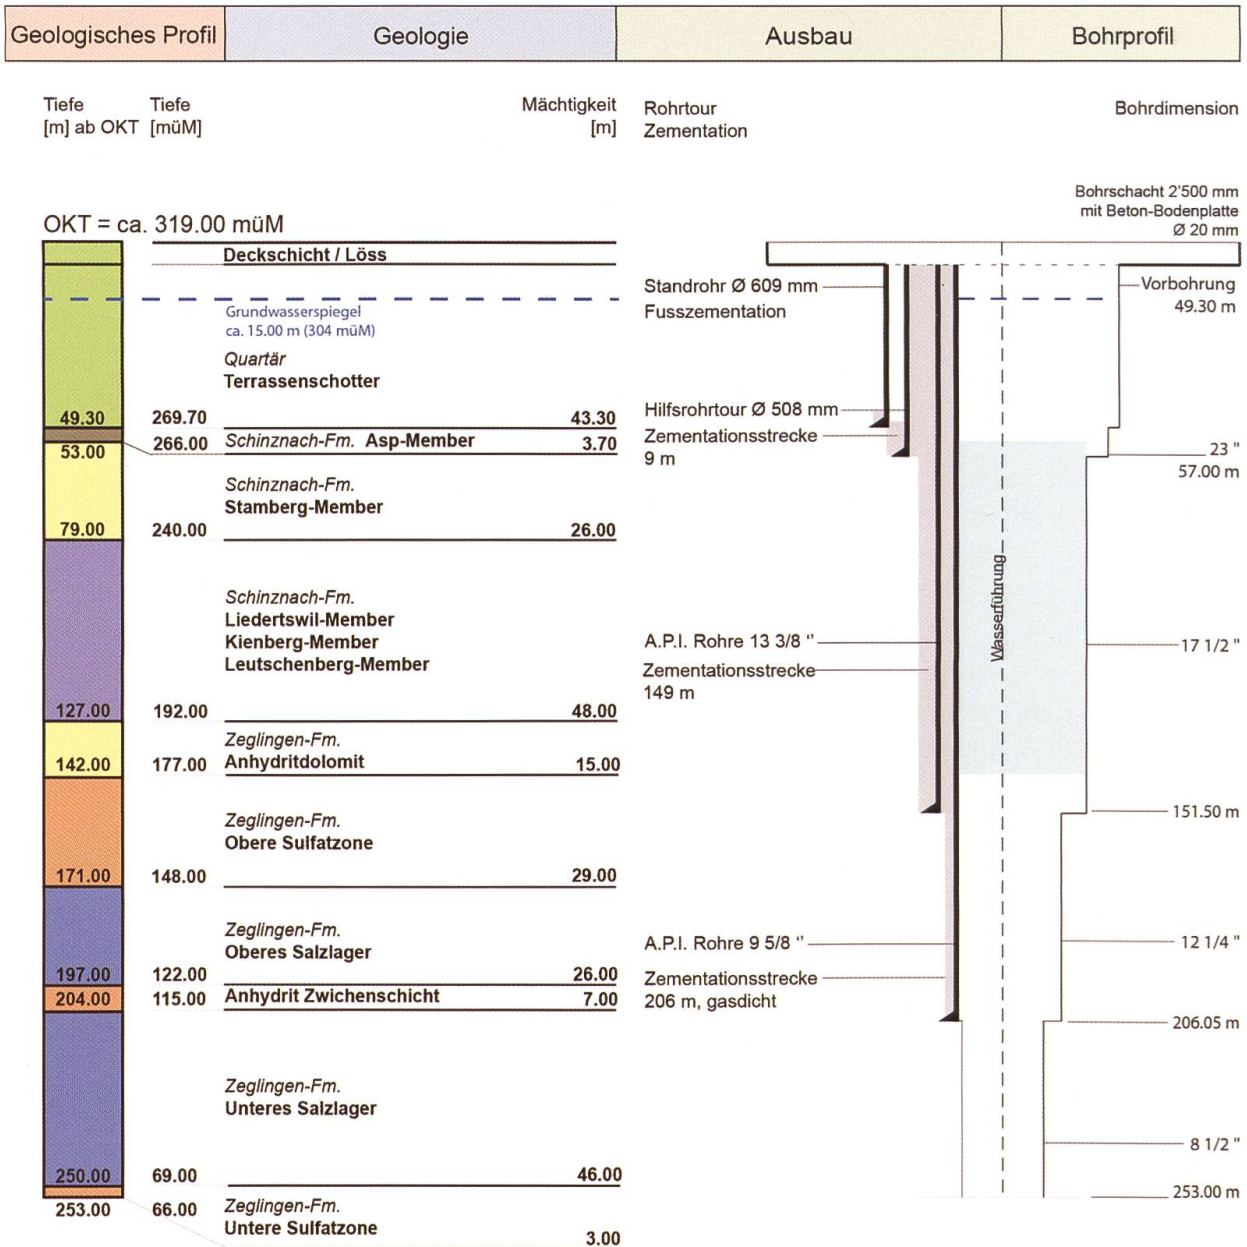 Geologisches Profil
Geologie
Ausbau
Bohrprofil
Tiefe
[m] ab OKT
Tiefe
[müM]
Mächtigkeit
[m]
Rohrtour
Zementation
Bohrdimension
Bohrschacht 2'500 mm
mit Beton-Bodenplatte
Ø 20 mm
OKT = ca. 319.00 müM
Deckschicht / Löss
Grundwasserspiegel
ca. 15.00 m (304 müM)
Quartär
Terrassenschotter
49.30 269.70 43.30
Schinznach-Fm. Asp-Member
53.00 266.00 3.70
Schinznach-Fm.
Stamberg-Member
79.00 240.00 26.00
Schinznach-Fm.
Liedertswil-Member
Kienberg-Member
Leutschenberg-Member
127.00 192.00 48.00
Zeglingen-Fm.
Anhydritdolomit
142.00 177.00 15.00
Zeglingen-Fm.
Obere Sulfatzone
171.00 148.00 29.00
Zeglingen-Fm.
Oberes Salzlager
197.00 122.00 26.00
204.00 115.00 Anhydrit Zwichenschicht 7.00
Zeglingen-Fm.
Unteres Salzlager
250.00 69.00 46.00
253.00 66.00 Zeglingen-Fm.
Untere Sulfatzone
3.00
Standrohr Ø 609 mm
Fusszementation
Hilfsrohrtour Ø 508 mm
Zementationsstrecke
9 m
A.P.I. Rohre 13 3/8 ''
Zementationsstrecke
149 m
A.P.I. Rohre 9 5/8 ''
Zementationsstrecke
206 m, gasdicht
Wasserführung
Vorbohrung
49.30 m
23 "
57.00 m
17 1/2 "
151.50 m
12 1/4 "
206.05 m
8 1/2 "
253.00 m